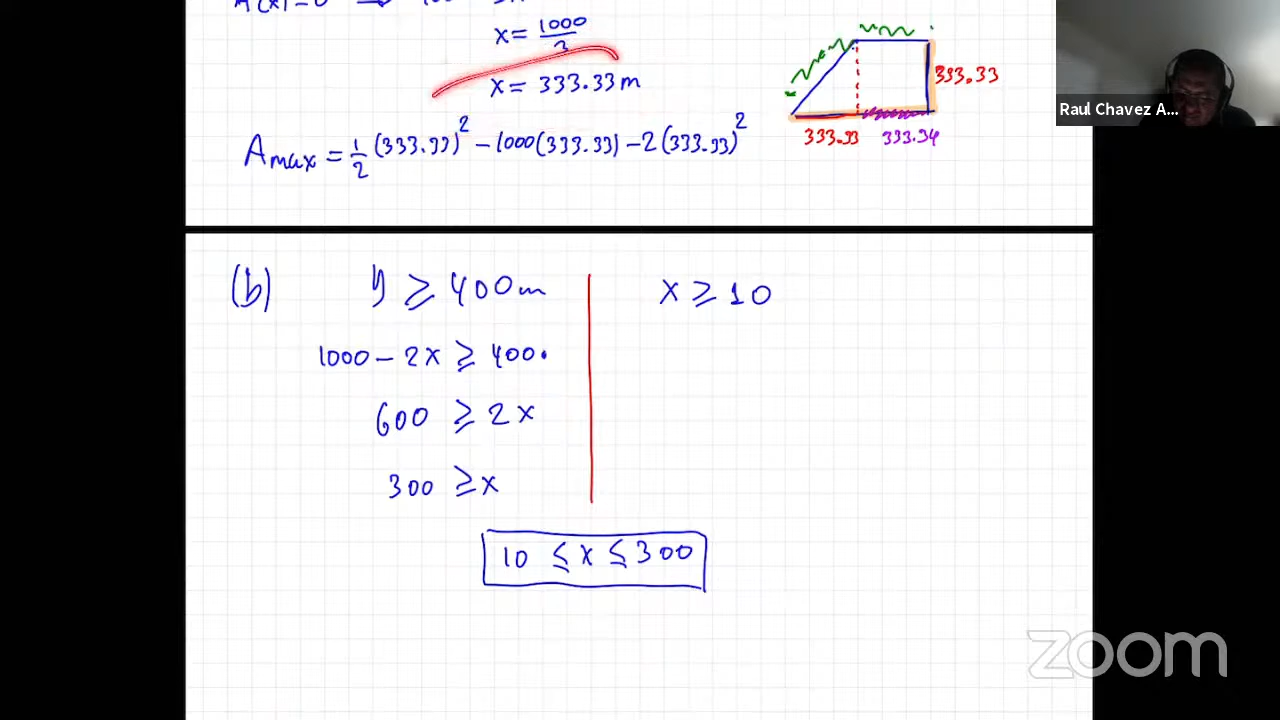 x = 1000/3
x = 333.33 m
333.33
333.33 333.34
Amax = 1/2 (333.33)² − 1000(333.33) − 2(333.33)²
Raul Chavez A...
(b) y ≥ 400 m x ≥ 10
1000 − 2x ≥ 400.
600 ≥ 2x
300 ≥ x
10 ≤ x ≤ 300
zoom